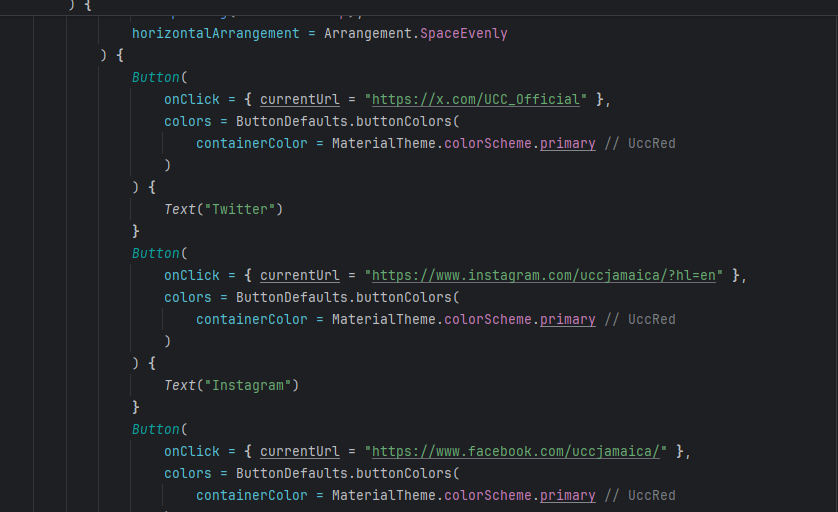 ) {
horizontalArrangement = Arrangement.SpaceEvenly
) {
Button(
onClick = { currentUrl = "https://x.com/UCC_Official" },
colors = ButtonDefaults.buttonColors(
containerColor = MaterialTheme.colorScheme.primary // UccRed
)
) {
Text("Twitter")
}
Button(
onClick = { currentUrl = "https://www.instagram.com/uccjamaica/?hl=en" },
colors = ButtonDefaults.buttonColors(
containerColor = MaterialTheme.colorScheme.primary // UccRed
)
) {
Text("Instagram")
}
Button(
onClick = { currentUrl = "https://www.facebook.com/uccjamaica/" },
colors = ButtonDefaults.buttonColors(
containerColor = MaterialTheme.colorScheme.primary // UccRed